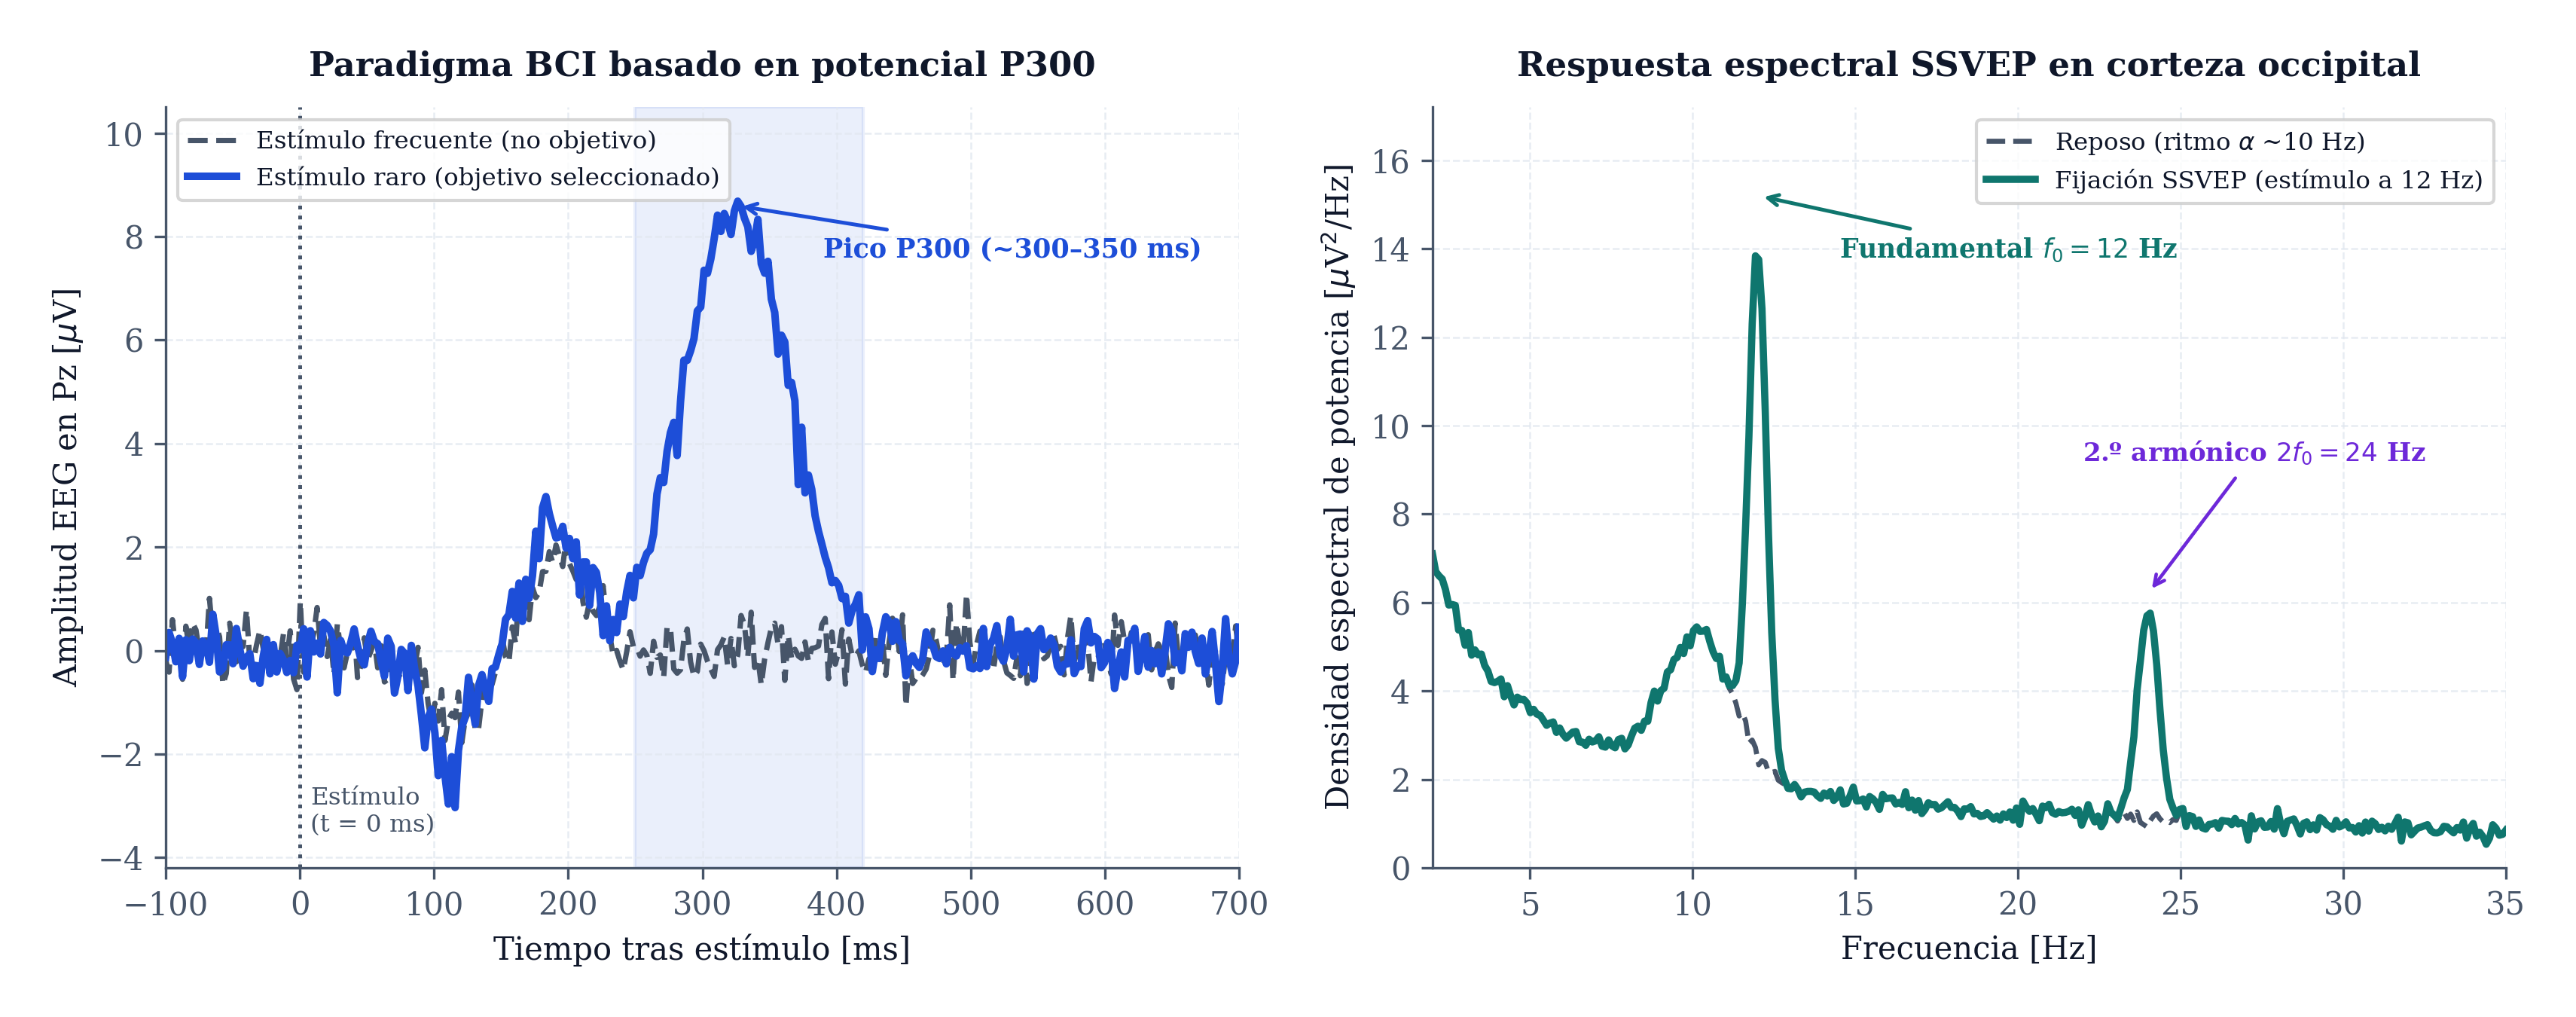 Paradigma BCI basado en potencial P300
Amplitud EEG en Pz [μV]
10
8
6
4
2
0
−2
−4
Estímulo frecuente (no objetivo)
Estímulo raro (objetivo seleccionado)
Pico P300 (~300–350 ms)
Estímulo
(t = 0 ms)
−100
0
100
200
300
400
500
600
700
Tiempo tras estímulo [ms]
Respuesta espectral SSVEP en corteza occipital
Densidad espectral de potencia [μV²/Hz]
16
14
12
10
8
6
4
2
0
Reposo (ritmo α ~10 Hz)
Fijación SSVEP (estímulo a 12 Hz)
Fundamental f₀ = 12 Hz
2.º armónico 2f₀ = 24 Hz
5
10
15
20
25
30
35
Frecuencia [Hz]